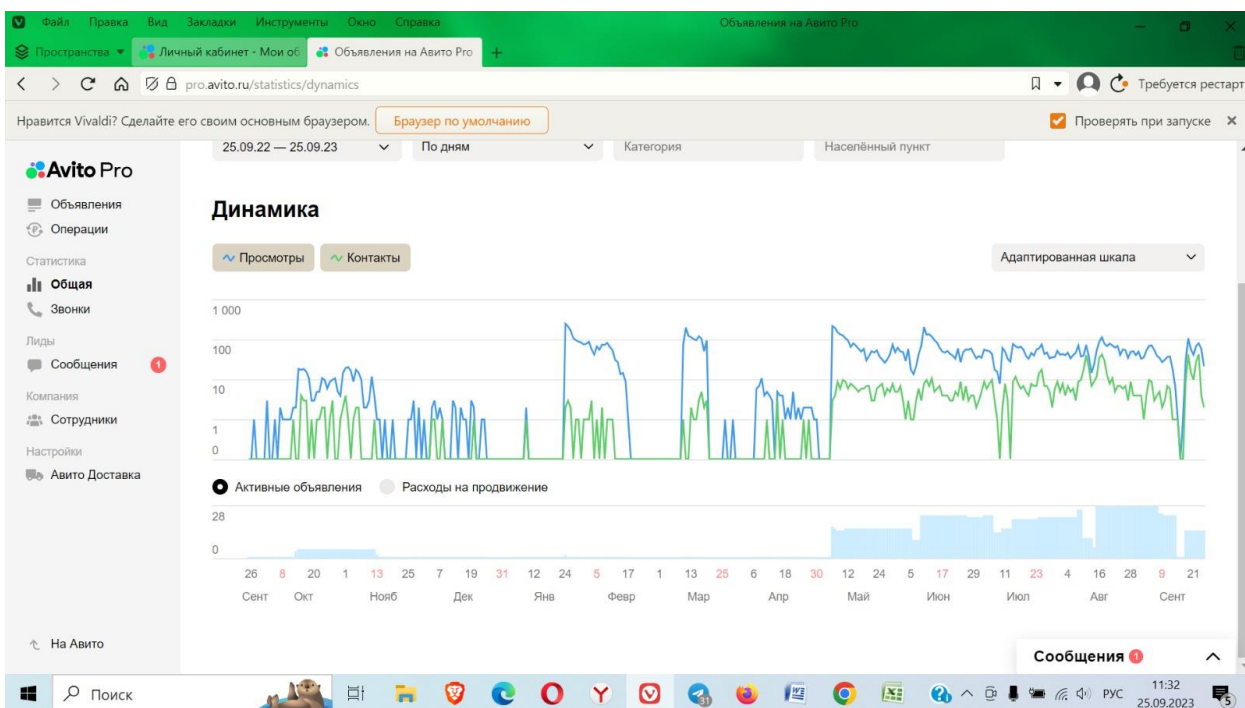 Файл Правка Вид Закладки Инструменты Окно Справка Объявления на Авито Pro
Пространства Личный кабинет - Мои об Объявления на Авито Pro
pro.avito.ru/statistics/dynamics Требуется рестарт
Нравится Vivaldi? Сделайте его своим основным браузером. Браузер по умолчанию Проверять при запуске
25.09.22 — 25.09.23 По дням Категория Населённый пункт
Avito Pro
Объявления
Операции
Статистика
Общая
Звонки
Лиды
Сообщения 1
Компания
Сотрудники
Настройки
Авито Доставка
На Авито
Динамика
Просмотры Контакты Адаптированная шкала
1 000
100
10
1
0
Активные объявления Расходы на продвижение
28
0
26 8 20 1 13 25 7 19 31 12 24 5 17 1 13 25 6 18 30 12 24 5 17 29 11 23 4 16 28 9 21
Сент Окт Нояб Дек Янв Февр Мар Апр Май Июн Июл Авг Сент
Сообщения 1
Поиск 31 РУС 11:32
25.09.2023 5